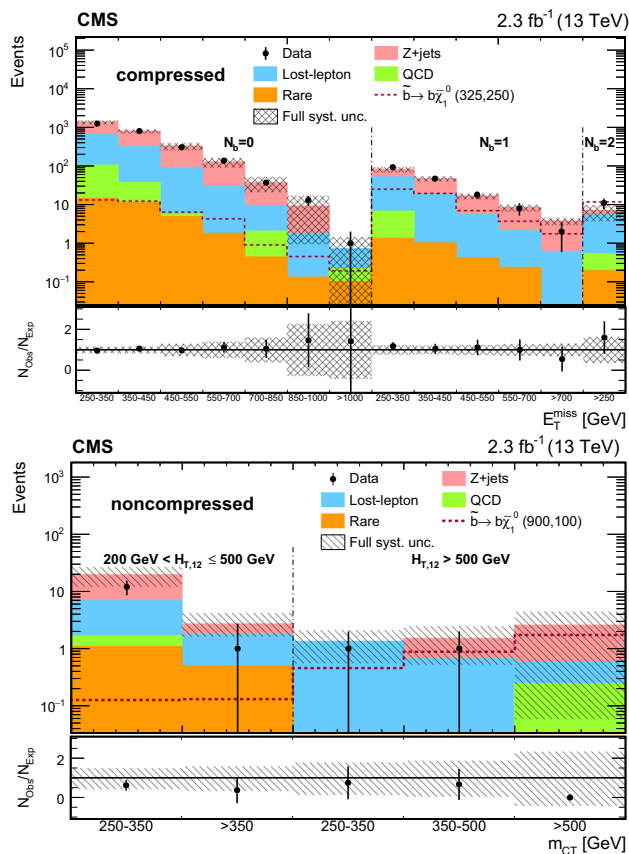 CMS 2.3 fb⁻¹ (13 TeV)
Events
10⁵
10⁴
10³
10²
10
1
10⁻¹
compressed
Data
Z+jets
Lost-lepton
QCD
Rare
b̃→ bχ̃₁⁰ (325,250)
Full syst. unc.
N_b=0
N_b=1
N_b=2
N_Obs/N_Exp
2
0
250-350 350-450 450-550 550-700 700-850 850-1000 >1000 250-350 350-450 450-550 550-700 >700 >250
E_T^miss [GeV]
CMS 2.3 fb⁻¹ (13 TeV)
Events
10³
10²
10
1
10⁻¹
noncompressed
Data
Z+jets
Lost-lepton
QCD
Rare
b̃→ bχ̃₁⁰ (900,100)
Full syst. unc.
200 GeV < H_T,12 ≤ 500 GeV
H_T,12 > 500 GeV
N_Obs/N_Exp
2
0
250-350 >350 250-350 350-500 >500
m_CT [GeV]